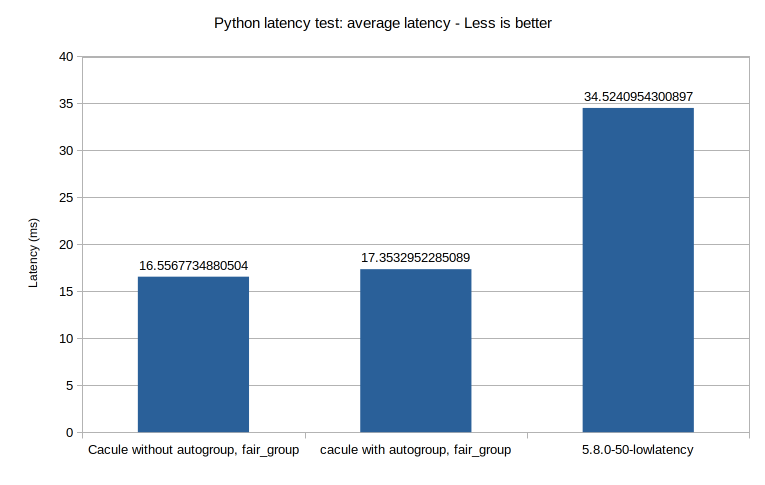 Python latency test: average latency - Less is better
40
35
30
25
20
15
10
5
0
Latency (ms)
16.5567734880504
17.3532952285089
34.5240954300897
Cacule without autogroup, fair_group
cacule with autogroup, fair_group
5.8.0-50-lowlatency